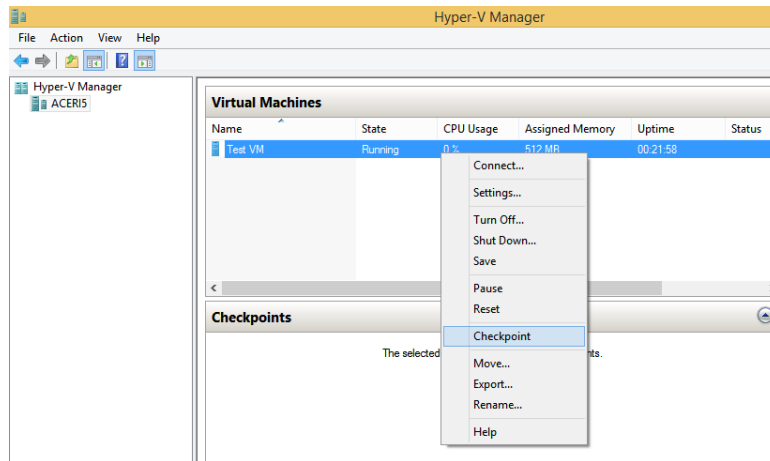 Hyper-V Manager
File Action View Help
Hyper-V Manager
ACERI5
Virtual Machines
Name State CPU Usage Assigned Memory Uptime Status
Test VM Running 0 % 512 MB 00:21:58
Connect...
Settings...
Turn Off...
Shut Down...
Save
Pause
Reset
Checkpoint
Move...
Export...
Rename...
Help
Checkpoints
The selected